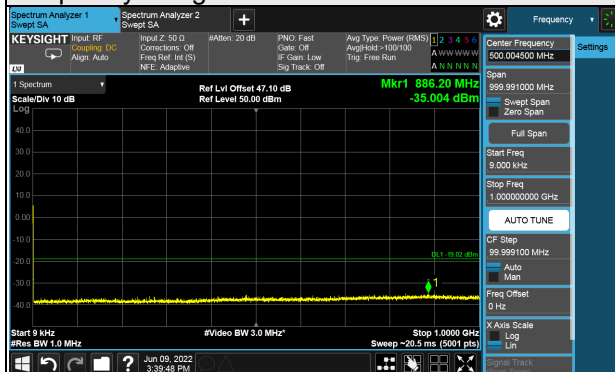 Spectrum Analyzer 1
Swept SA
Spectrum Analyzer 2
Swept SA
Frequency
KEYSIGHT
Input: RF
Coupling: DC
Align: Auto
Input Z: 50 Ω
Corrections: Off
Freq Ref: Int (S)
NFE: Adaptive
#Atten: 20 dB
PNO: Fast
Gate: Off
IF Gain: Low
Sig Track: Off
Avg Type: Power (RMS)
Avg|Hold:>100/100
Trig: Free Run
1 2 3 4 5 6
A W W W W W
A N N N N N
LXI
1 Spectrum
Scale/Div 10 dB
Log
Ref Lvl Offset 47.10 dB
Ref Level 50.00 dBm
Mkr1 886.20 MHz
-35.004 dBm
40.0
30.0
20.0
10.0
0.00
-10.0
-20.0
-30.0
-40.0
DL1 -19.02 dBm
1
Start 9 kHz
#Res BW 1.0 MHz
#Video BW 3.0 MHz*
Stop 1.0000 GHz
Sweep ~20.5 ms (5001 pts)
Jun 09, 2022
3:39:48 PM
Center Frequency
500.004500 MHz
Settings
Span
999.991000 MHz
Swept Span
Zero Span
Full Span
Start Freq
9.000 kHz
Stop Freq
1.000000000 GHz
AUTO TUNE
CF Step
99.999100 MHz
Auto
Man
Freq Offset
0 Hz
X Axis Scale
Log
Lin
Signal Track